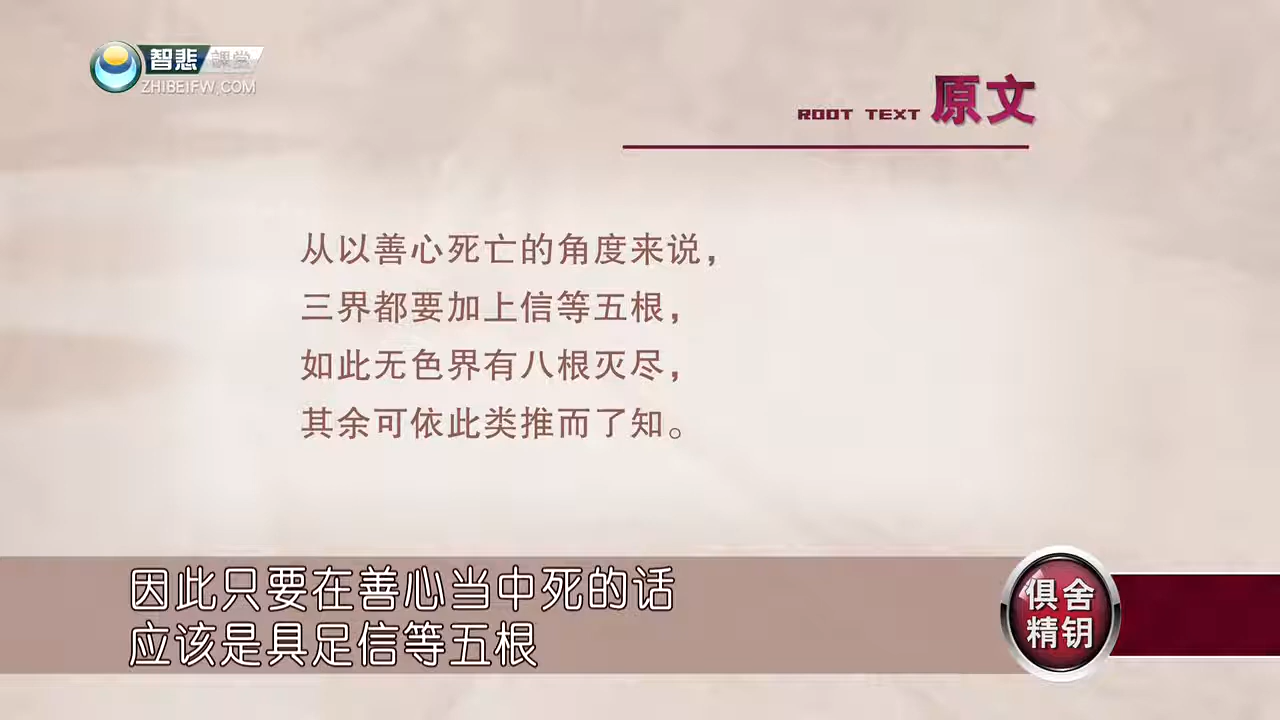 智悲課堂
ZHIBEIFW.COM
ROOT TEXT 原文
从以善心死亡的角度来说，
三界都要加上信等五根，
如此无色界有八根灭尽，
其余可依此类推而了知。
因此只要在善心当中死的话
应该是具足信等五根
俱舍
精钥